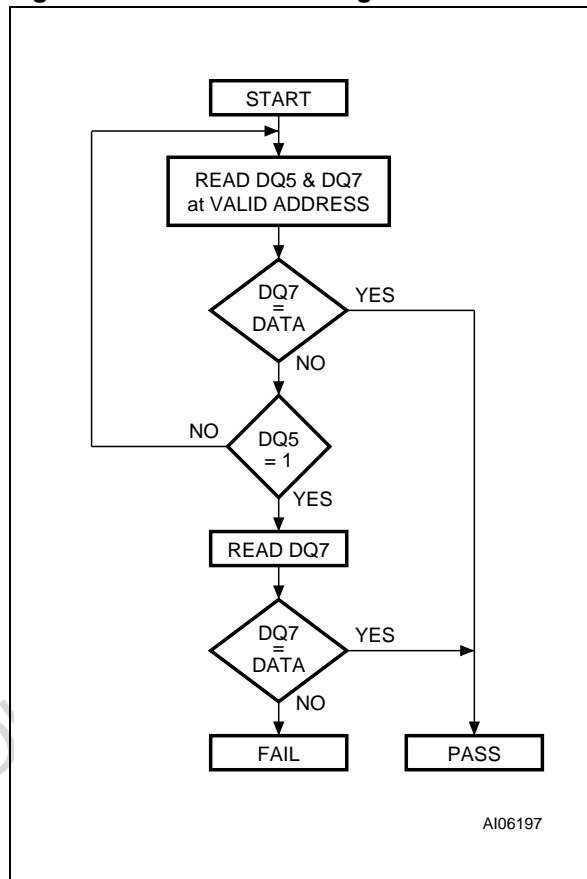 START
READ DQ5 & DQ7
at VALID ADDRESS
DQ7
=
DATA
YES
NO
NO
DQ5
= 1
YES
READ DQ7
DQ7
=
DATA
YES
NO
FAIL
PASS
AI06197